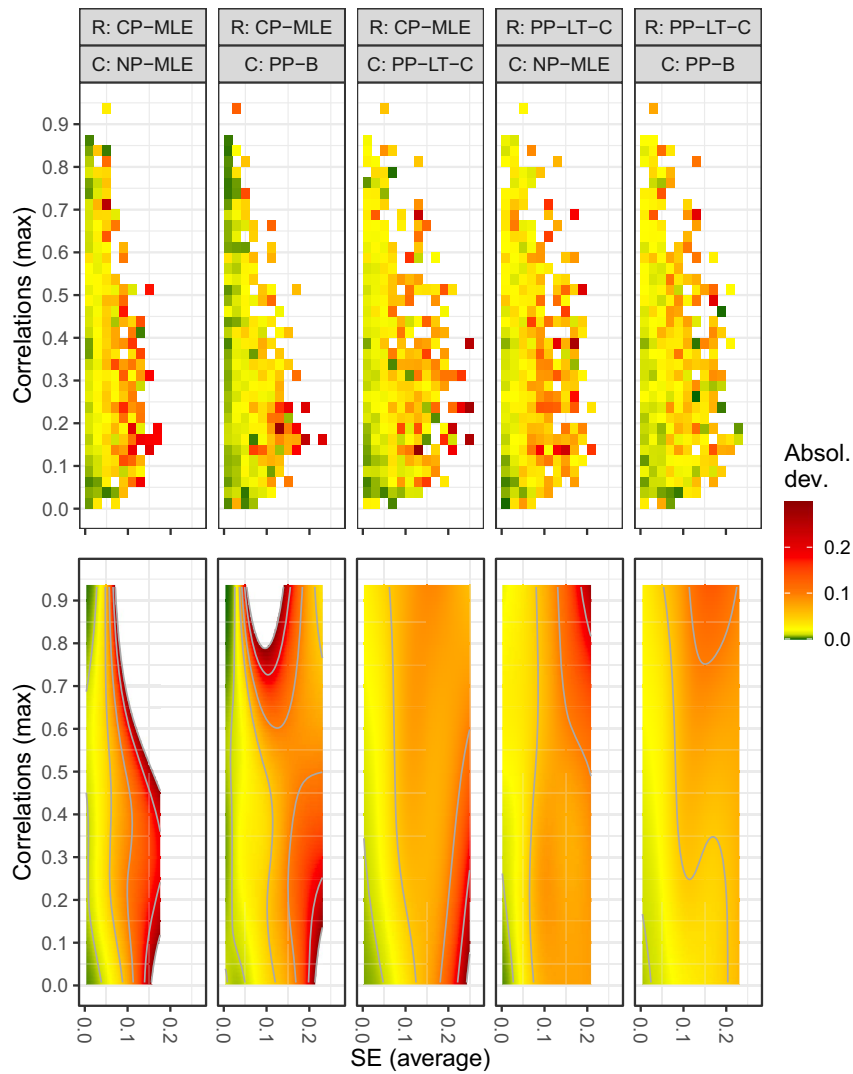 R: CP−MLE R: CP−MLE R: CP−MLE R: PP−LT−C R: PP−LT−C
C: NP−MLE C: PP−B C: PP−LT−C C: NP−MLE C: PP−B
Correlations (max)
0.9
0.8
0.7
0.6
0.5
0.4
0.3
0.2
0.1
0.0
Absol.
dev.
0.2
0.1
0.0
Correlations (max)
0.9
0.8
0.7
0.6
0.5
0.4
0.3
0.2
0.1
0.0
0.0 0.1 0.2 0.0 0.1 0.2 0.0 0.1 0.2 0.0 0.1 0.2 0.0 0.1 0.2
SE (average)